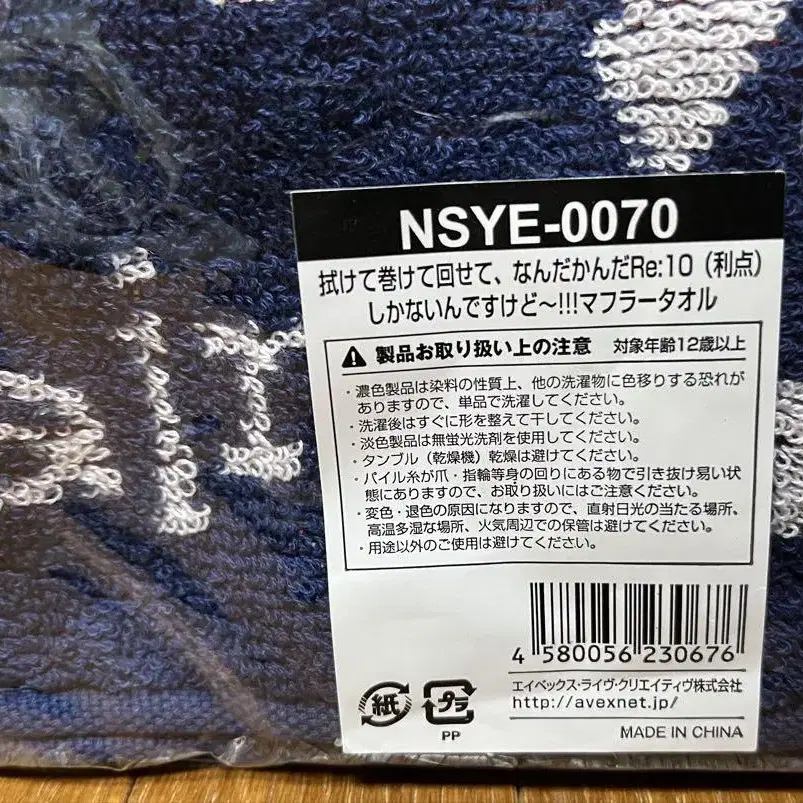 NSYE-0070
拭けて巻けて回せて、なんだかんだRe:10（利点）
しかないんですけど〜!!!マフラータオル
製品お取り扱い上の注意 対象年齢12歳以上
・濃色製品は染料の性質上、他の洗濯物に色移りする恐れが
ありますので、単品で洗濯してください。
・洗濯後はすぐに形を整えて干してください。
・淡色製品は無蛍光洗剤を使用してください。
・タンブル（乾燥機）乾燥は避けてください。
・パイル糸が爪・指輪等身の回りにある物で引き抜け易い状
態にありますので、お取り扱いにはご注意ください。
・変色・退色の原因になりますので、直射日光の当たる場所、
高温多湿な場所、火気周辺での保管は避けてください。
・用途以外のご使用は避けてください。
4 580056 230676
エイベックス・ライヴ・クリエイティヴ株式会社
http://avexnet.jp/
紙 プラ
PP
MADE IN CHINA